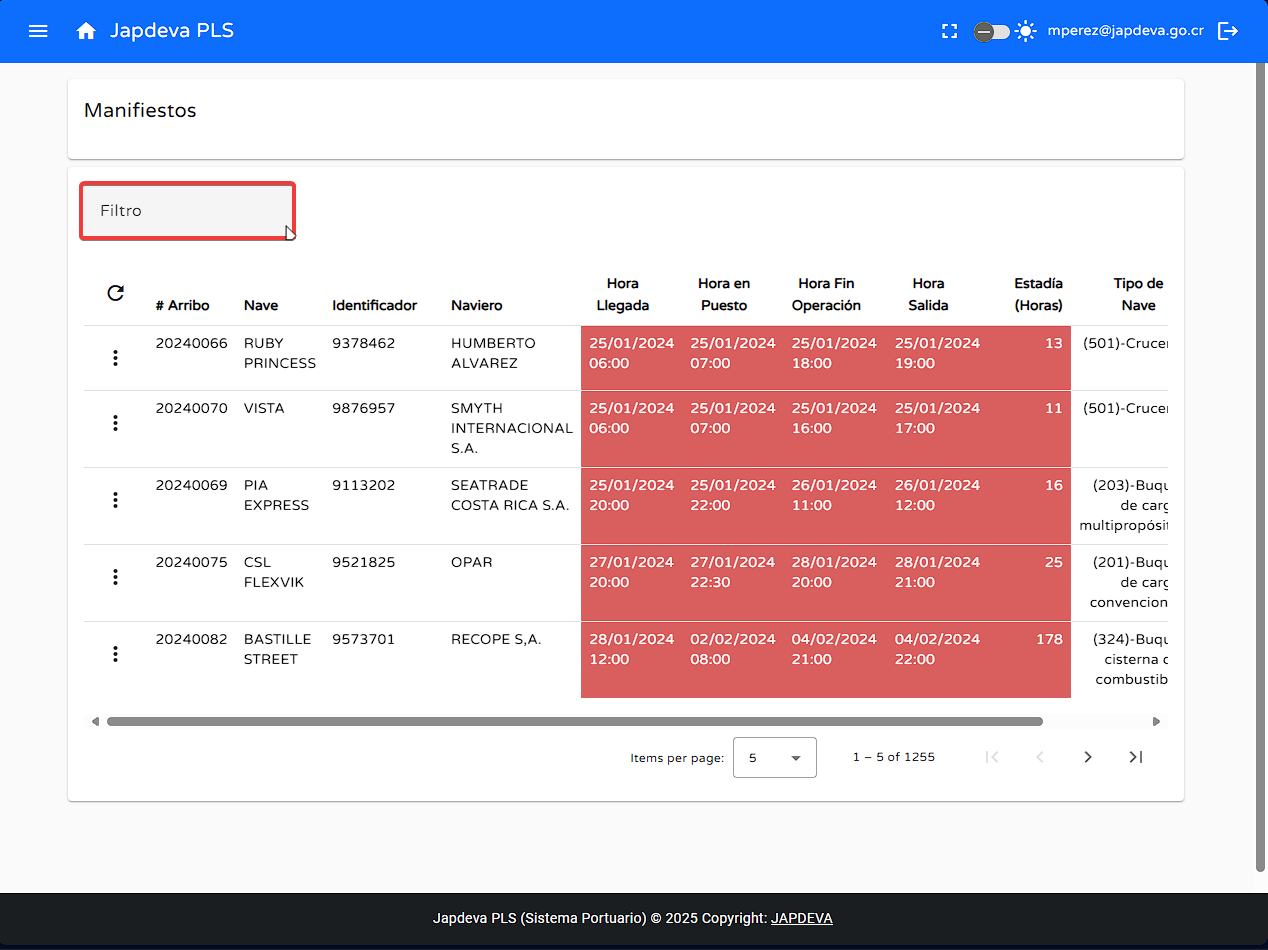 Japdeva PLS
mperez@japdeva.go.cr
Manifiestos
Filtro
# Arribo Nave Identificador Naviero Hora Llegada Hora en Puesto Hora Fin Operación Hora Salida Estadía (Horas) Tipo de Nave
20240066 RUBY PRINCESS 9378462 HUMBERTO ALVAREZ 25/01/2024 06:00 25/01/2024 07:00 25/01/2024 18:00 25/01/2024 19:00 13 (501)-Crucer
20240070 VISTA 9876957 SMYTH INTERNACIONAL S.A. 25/01/2024 06:00 25/01/2024 07:00 25/01/2024 16:00 25/01/2024 17:00 11 (501)-Crucer
20240069 PIA EXPRESS 9113202 SEATRADE COSTA RICA S.A. 25/01/2024 20:00 25/01/2024 22:00 26/01/2024 11:00 26/01/2024 12:00 16 (203)-Buqu de carg multipropósit
20240075 CSL FLEXVIK 9521825 OPAR 27/01/2024 20:00 27/01/2024 22:30 28/01/2024 20:00 28/01/2024 21:00 25 (201)-Buqu de carg convencion
20240082 BASTILLE STREET 9573701 RECOPE S,A. 28/01/2024 12:00 02/02/2024 08:00 04/02/2024 21:00 04/02/2024 22:00 178 (324)-Buqu cisterna d combustib
Items per page: 5 1 – 5 of 1255
Japdeva PLS (Sistema Portuario) © 2025 Copyright: JAPDEVA